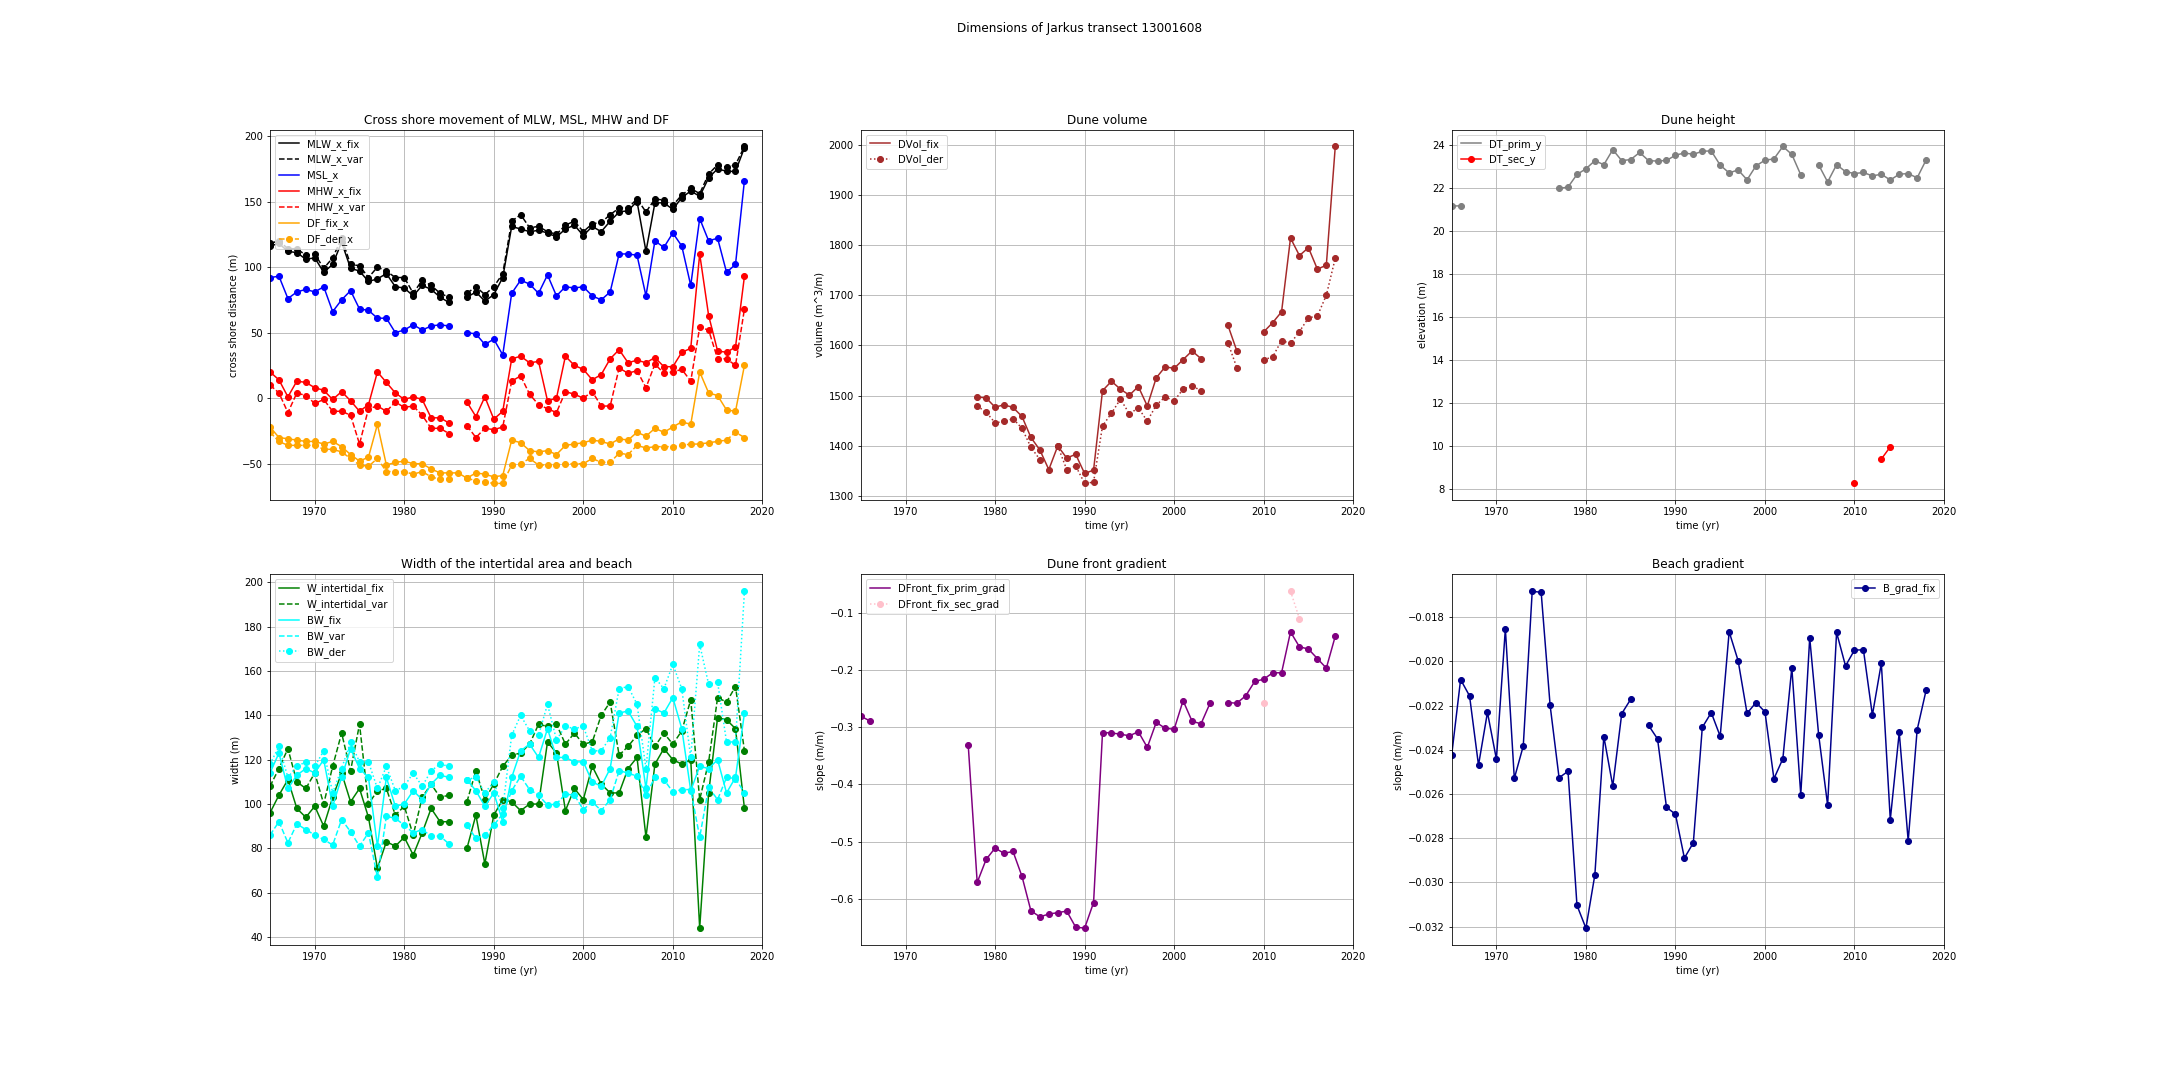 Dimensions of Jarkus transect 13001608
Cross shore movement of MLW, MSL, MHW and DF
200
150
100
50
0
−50
cross shore distance (m)
MLW_x_fix
MLW_x_var
MSL_x
MHW_x_fix
MHW_x_var
DF_fix_x
DF_der_x
1970 1980 1990 2000 2010 2020
time (yr)
Dune volume
2000
1900
1800
1700
1600
1500
1400
1300
volume (m^3/m)
DVol_fix
DVol_der
1970 1980 1990 2000 2010 2020
time (yr)
Dune height
24
22
20
18
16
14
12
10
8
elevation (m)
DT_prim_y
DT_sec_y
1970 1980 1990 2000 2010 2020
time (yr)
Width of the intertidal area and beach
200
180
160
140
120
100
80
60
40
width (m)
W_intertidal_fix
W_intertidal_var
BW_fix
BW_var
BW_der
1970 1980 1990 2000 2010 2020
time (yr)
Dune front gradient
−0.1
−0.2
−0.3
−0.4
−0.5
−0.6
slope (m/m)
DFront_fix_prim_grad
DFront_fix_sec_grad
1970 1980 1990 2000 2010 2020
time (yr)
Beach gradient
−0.018
−0.020
−0.022
−0.024
−0.026
−0.028
−0.030
−0.032
slope (m/m)
B_grad_fix
1970 1980 1990 2000 2010 2020
time (yr)